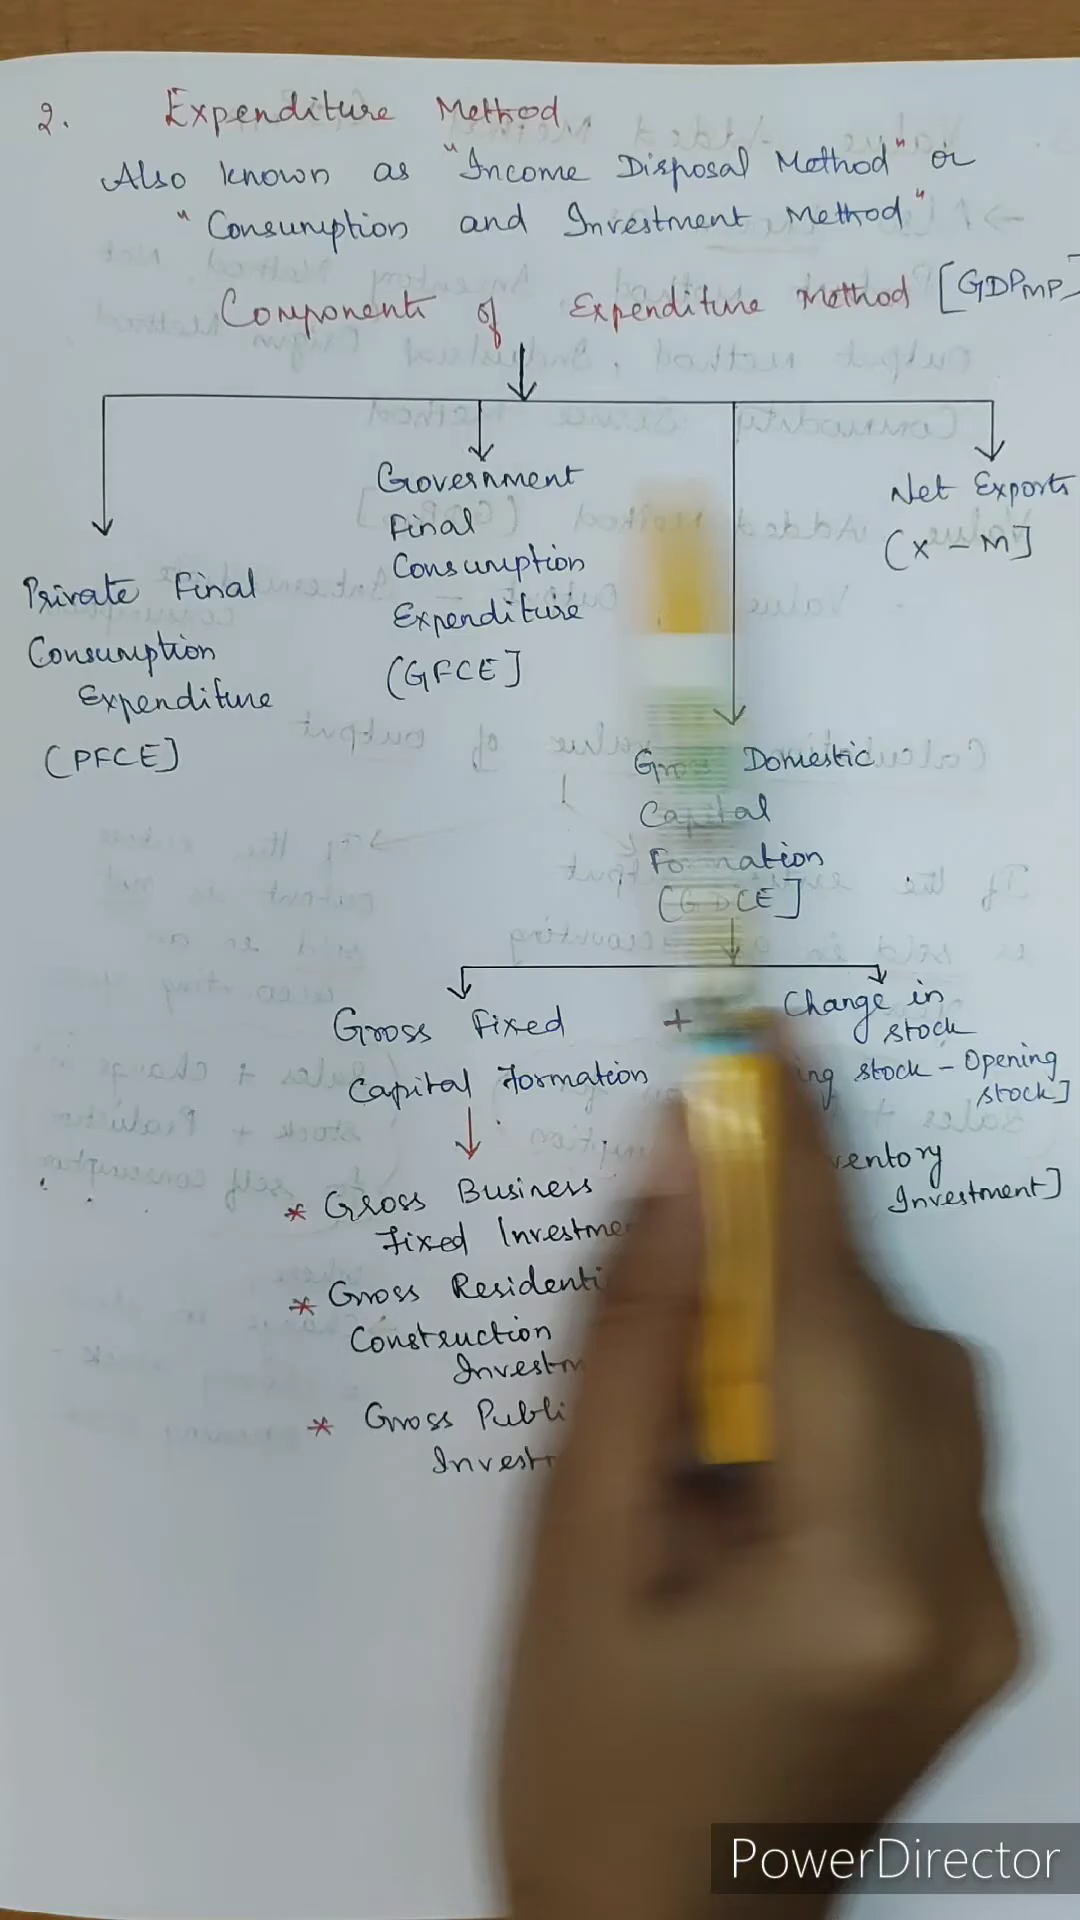 2. Expenditure Method
Also known as "Income Disposal Method" or
"Consumption and Investment Method"
Components of Expenditure Method [GDPMP]
Government
Final
Consumption
Expenditure
(GFCE]
Net Exports
(X - M]
Private Final
Consumption
Expenditure
(PFCE]
Domestic
Capital
Formation
Gross Fixed
Capital Formation
+
Change in
stock
stock - Opening
stock]
Investment]
* Gross Business
Fixed
* Gross
Construction
* Gross
PowerDirector